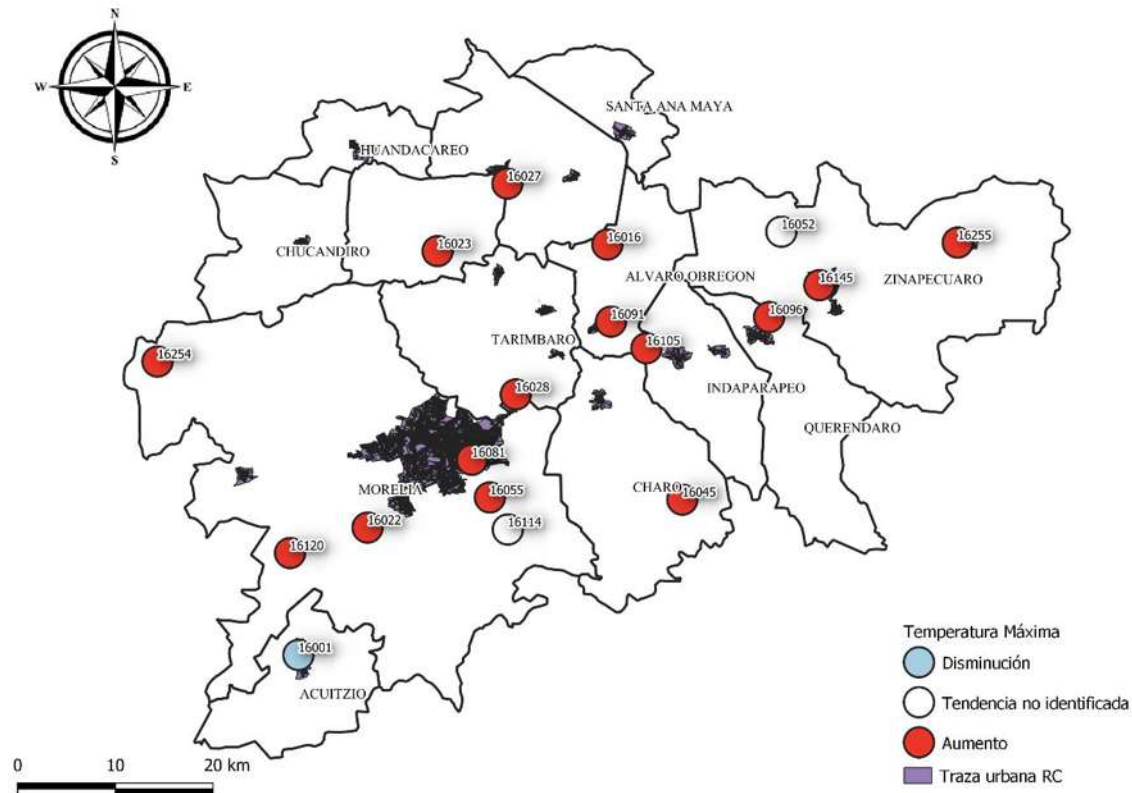 N
W E
S
SANTA ANA MAYA
HUANDACAREO
16027
16052
16023
16016
16255
CHUCANDIRO
ALVARO OBREGON
ZINAPECUARO
16145
16096
16091
TARIMBARO
16105
16254
INDAPARAPEO
16028
QUERENDARO
16081
MORELIA
16055
CHARO
16045
16022
16114
16120
16001
ACUITZIO
Temperatura Máxima
Disminución
Tendencia no identificada
Aumento
Traza urbana RC
0 10 20 km